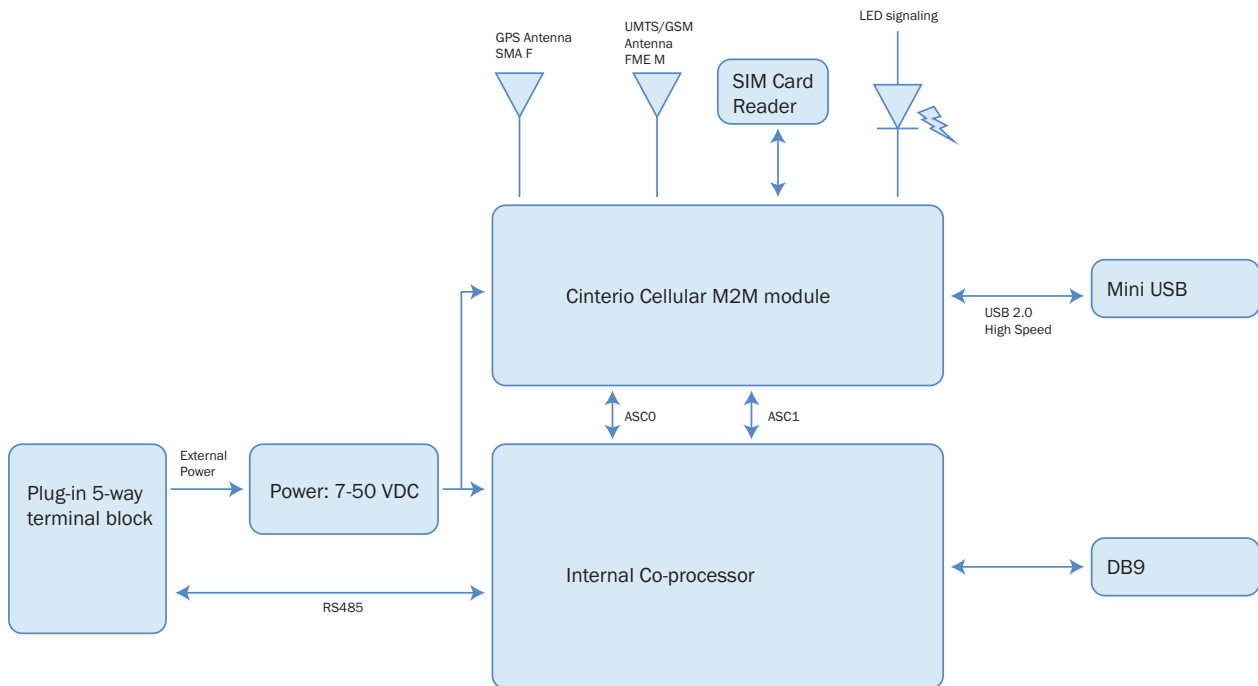 LED signaling
GPS Antenna
SMA F
UMTS/GSM
Antenna
FME M
SIM Card
Reader
Cinterio Cellular M2M module
Mini USB
USB 2.0
High Speed
ASC0
ASC1
External
Power
Plug-in 5-way
terminal block
Power: 7-50 VDC
Internal Co-processor
DB9
RS485